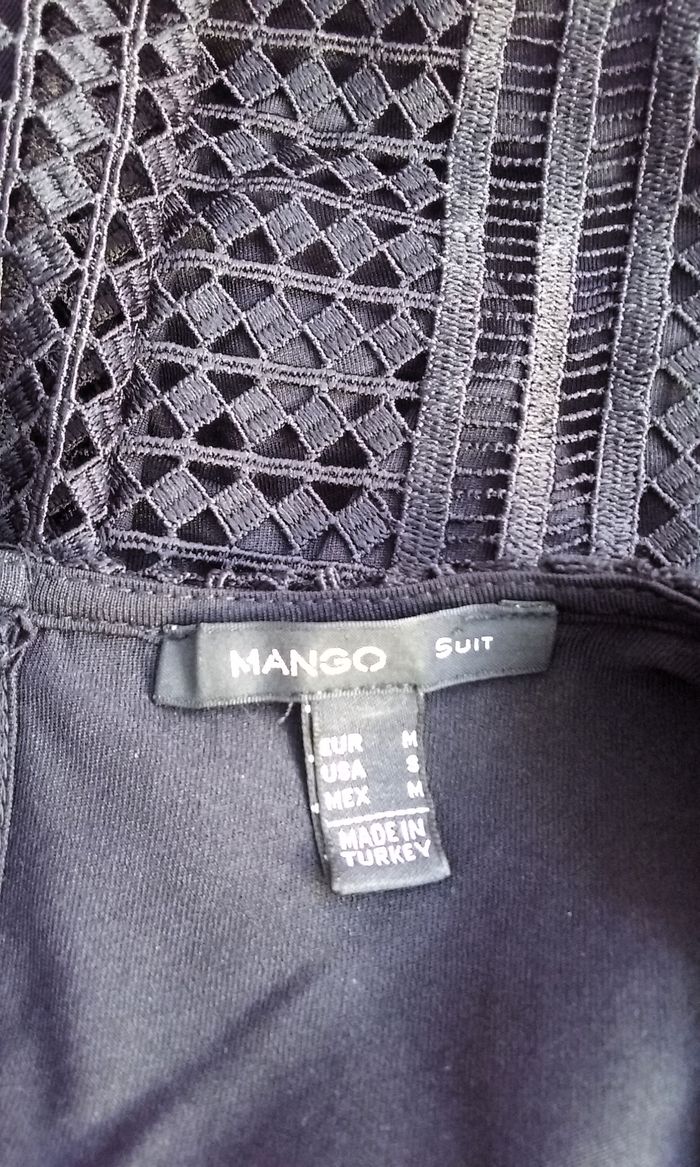 MANGO SUIT
EUR M
USA S
MEX M
MADE IN
TURKEY